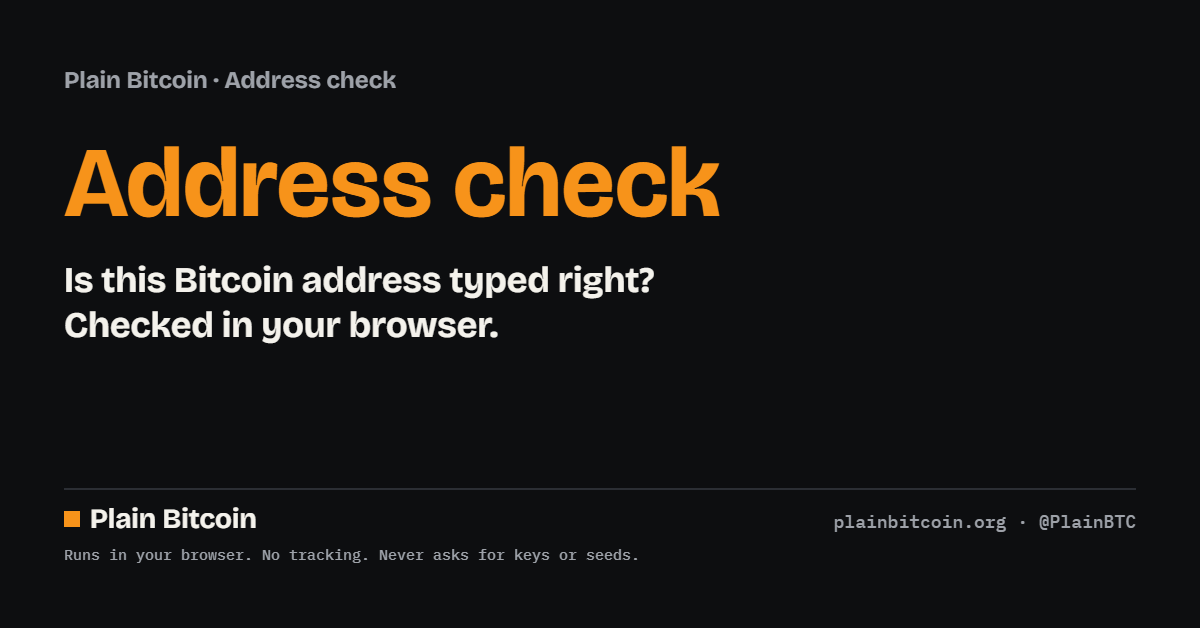 Plain Bitcoin · Address check
Address check
Is this Bitcoin address typed right?
Checked in your browser.
Plain Bitcoin
plainbitcoin.org · @PlainBTC
Runs in your browser. No tracking. Never asks for keys or seeds.